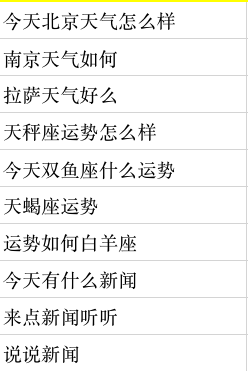 今天北京天气怎么样
南京天气如何
拉萨天气好么
天秤座运势怎么样
今天双鱼座什么运势
天蝎座运势
运势如何白羊座
今天有什么新闻
来点新闻听听
说说新闻